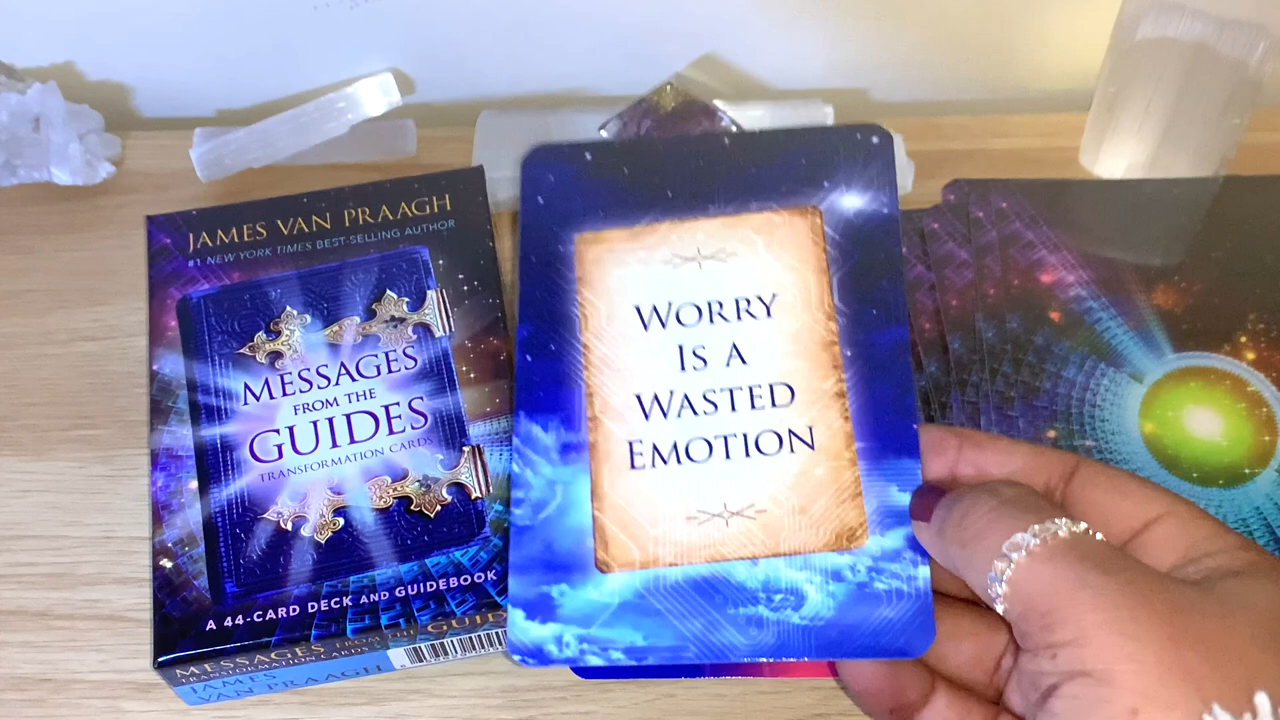 JAMES VAN PRAAGH
#1 NEW YORK TIMES BEST-SELLING AUTHOR
MESSAGES
FROM THE
GUIDES
TRANSFORMATION CARDS
A 44-CARD DECK AND GUIDEBOOK
MESSAGES FROM THE GUID
TRANSFORMATION CARDS
JAMES
VAN PRAAGH
WORRY
IS A
WASTED
EMOTION